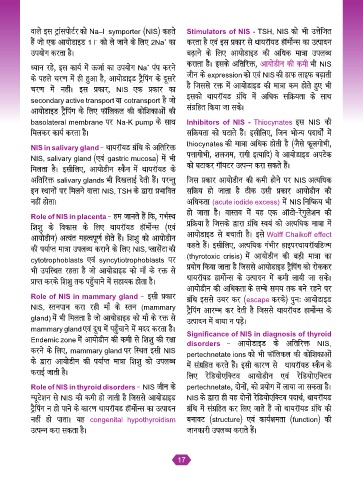 वाले इस ट्रांसपोर्टर को Na–I symporter (NIS) कहते
हैं जो एक आयोडाइड 1 I⁻ को ले जाने के लिए 2Na⁺ का
उपयोग करता है।
ध्यान रहे, इस कार्य में ऊर्जा का उपयोग Na⁺ पंप करने
के पहले चरण में ही हुआ है, आयोडाइड ट्रैपिंग के दूसरे
चरण में नहीं। इस प्रकार, NIS एक प्रकार का
secondary active transport या cotransport है जो
आयोडाइड ट्रैपिंग के लिए फॉलिकल की कोशिकाओं की
basolateral membrane पर Na-K pump के साथ
मिलकर कार्य करता है।
NIS in salivary gland – थायरॉयड ग्रंथि के अतिरिक्त
NIS, salivary gland (एवं gastric mucosa) में भी
मिलता है। इसीलिए, आयोडीन स्कैन में थायरॉयड के
अतिरिक्त salivary glands भी दिखलाई देती हैं। परन्तु
इन स्थानों पर मिलने वाला NIS, TSH के द्वारा प्रभावित
नहीं होता।
Role of NIS in placenta – हम जानते हैं कि, गर्भस्थ
शिशु के विकास के लिए थायरॉयड हॉर्मोन्स (एवं
आयोडीन) अत्यंत महत्वपूर्ण होते हैं। शिशु को आयोडीन
की पर्याप्त मात्रा उपलब्ध कराने के लिए NIS, प्लासेंटा की
cytotrophoblasts एवं syncytiotrophoblasts पर
भी उपस्थित रहता है जो आयोडाइड को माँ के रक्त से
प्राप्त करके शिशु तक पहुँचाने में सहायक होता है।
Role of NIS in mammary gland – इसी प्रकार
NIS, स्तनपान करा रही माँ के स्तन (mammary
gland) में भी मिलता है जो आयोडाइड को माँ के रक्त से
mammary gland एवं दूध में पहुँचाने में मदद करता है।
Endemic zone में आयोडीन की कमी से शिशु की रक्षा
करने के लिए, mammary gland पर स्थित इसी NIS
के द्वारा आयोडीन की पर्याप्त मात्रा शिशु को उपलब्ध
कराई जाती है।
Role of NIS in thyroid disorders – NIS जीन के
म्यूटेशन से NIS की कमी हो जाती है जिससे आयोडाइड
ट्रैपिंग न हो पाने के कारण थायरॉयड हॉर्मोन्स का उत्पादन
नहीं हो पाता। यह congenital hypothyroidism
उत्पन्न करा सकता है।
Stimulators of NIS - TSH, NIS को भी उत्तेजित
करता है एवं इस प्रकार से थायरॉयड हॉर्मोन्स का उत्पादन
बढ़ाने के लिए आयोडाइड की अधिक मात्रा उपलब्ध
कराता है। इसके अतिरिक्त, आयोडीन की कमी भी NIS
जीन के expression को एवं NIS की हाफ लाइफ बढ़ाती
है जिससे रक्त में आयोडाइड की मात्रा कम होते हुए भी
इसको थायरॉयड ग्रंथि में अधिक सक्रियता के साथ
संग्रहित किया जा सके।
Inhibitors of NIS - Thiocynates इस NIS की
सक्रियता को घटाते हैं। इसीलिए, जिन भोज्य पदार्थों में
thiocynates की मात्रा अधिक होती है (जैसे फूलगोभी,
पत्तागोभी, शलजम, रागी इत्यादि) वे आयोडाइड अपटेक
को घटाकर गॉयटर उत्पन्न करा सकते हैं।
जिस प्रकार आयोडीन की कमी होने पर NIS अत्यधिक
सक्रिय हो जाता है ठीक उसी प्रकार आयोडीन की
अधिकता (acute iodide excess) में NIS निष्क्रिय भी
हो जाता है। वास्तव में यह एक ऑटो-रेगुलेशन की
प्रक्रिया है जिसके द्वारा ग्रंथि स्वयं को अत्यधिक मात्रा में
आयोडाइड से बचाती है। इसे Wolff Chaikoff effect
कहते हैं। इसीलिए, अत्यधिक गंभीर हाइपरथायरॉयडिज्म
(thyrotoxic crisis) में आयोडीन की बड़ी मात्रा का
प्रयोग किया जाता है जिससे आयोडाइड ट्रैपिंग को रोककर
थायरॉयड हॉर्मोन्स के उत्पादन में कमी लायी जा सके।
आयोडीन की अधिकता के लम्बे समय तक बने रहने पर
ग्रंथि इससे उबर कर (escape करके) पुनः आयोडाइड
ट्रैपिंग आरम्भ कर देती है जिससे थायरॉयड हार्मोन्स के
उत्पादन में बाधा न पड़े।
Significance of NIS in diagnosis of thyroid
disorders – आयोडाइड के अतिरिक्त NIS,
pertechnetate ions को भी फॉलिकल की कोशिकाओं
में संग्रहित करते हैं। इसी कारण से थायरॉयड स्कैन के
लिए रेडियोएक्टिव आयोडीन एवं रेडियोएक्टिव
pertechnetate, दोनों, को प्रयोग में लाया जा सकता है।
NIS के द्वारा ही यह दोनों रेडियोएक्टिव पदार्थ, थायरॉयड
ग्रंथि में संग्रहित कर लिए जाते हैं जो थायरॉयड ग्रंथि की
बनावट (structure) एवं कार्यक्षमता (function) की
जानकारी उपलब्ध कराते हैं।
17